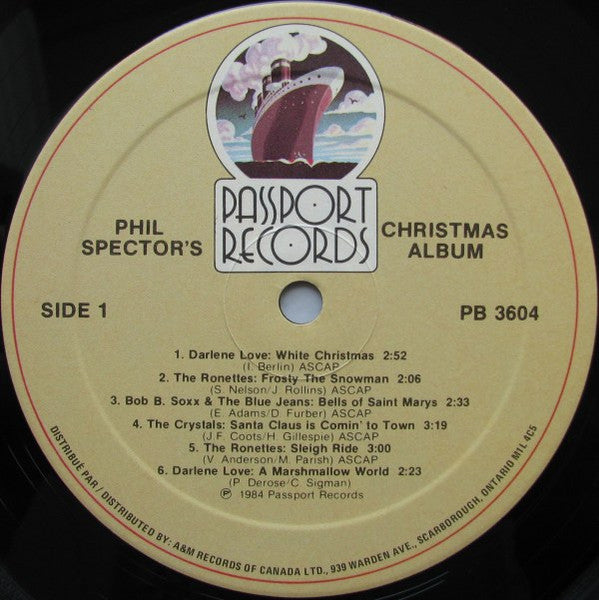 PASSPORT
RECORDS
PHIL
SPECTOR'S
CHRISTMAS
ALBUM
SIDE 1
PB 3604
1. Darlene Love: White Christmas 2:52
(I. Berlin) ASCAP
2. The Ronettes: Frosty The Snowman 2:06
(S. Nelson/J. Rollins) ASCAP
3. Bob B. Soxx & The Blue Jeans: Bells of Saint Marys 2:33
(E. Adams/D. Furber) ASCAP
4. The Crystals: Santa Claus is Comin' to Town 3:19
(J.F. Coots/H. Gillespie) ASCAP
5. The Ronettes: Sleigh Ride 3:00
(V. Anderson/M. Parish) ASCAP
6. Darlene Love: A Marshmallow World 2:23
(P. Derose/C. Sigman)
℗ 1984 Passport Records
DISTRIBUÉ PAR / DISTRIBUTED BY: A&M RECORDS OF CANADA LTD., 939 WARDEN AVE., SCARBOROUGH, ONTARIO M1L 4C5